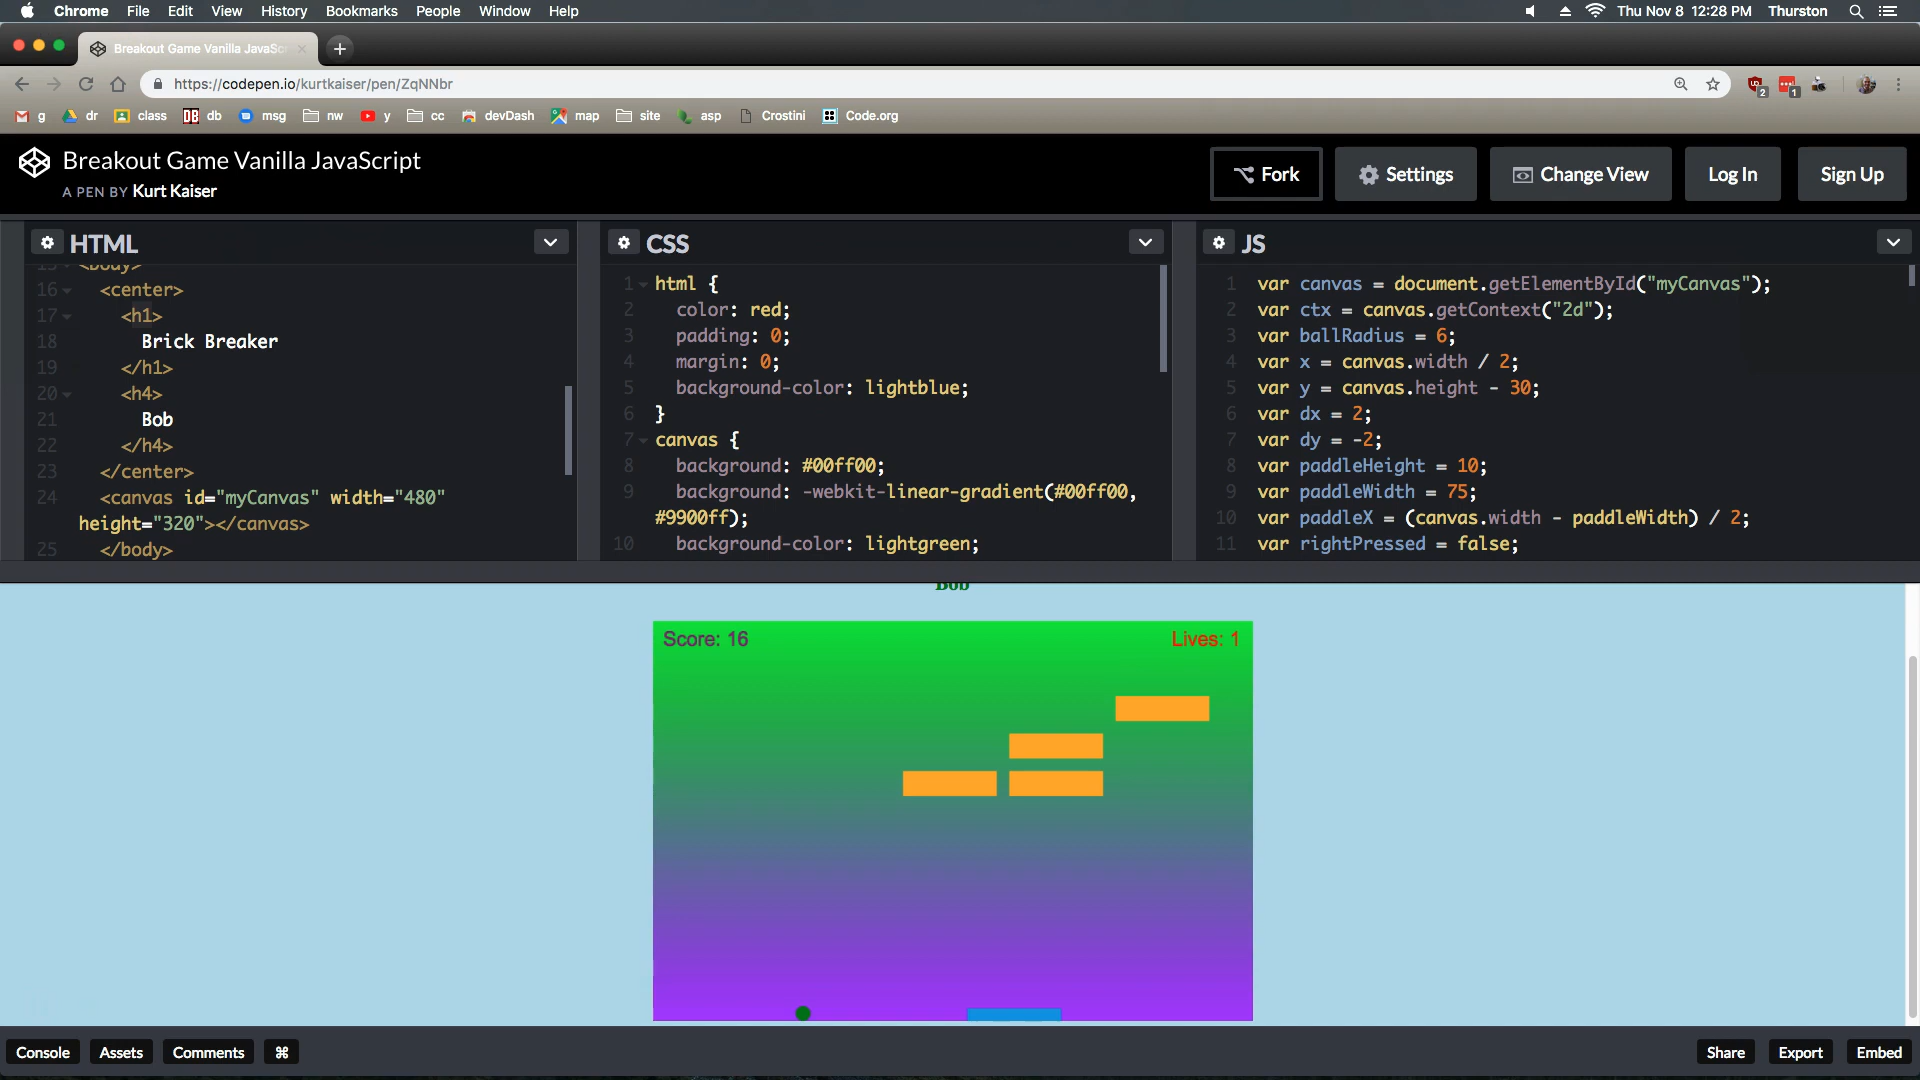 Chrome File Edit View History Bookmarks People Window Help
Thu Nov 8 12:28 PM Thurston
Breakout Game Vanilla JavaSc
https://codepen.io/kurtkaiser/pen/ZqNNbr
2 1
g dr class DB db msg nw y cc devDash map site asp Crostini Code.org
Breakout Game Vanilla JavaScript
A PEN BY Kurt Kaiser
Fork Settings Change View Log In Sign Up
HTML
15 <body>
16 <center>
17 <h1>
18 Brick Breaker
19 </h1>
20 <h4>
21 Bob
22 </h4>
23 </center>
24 <canvas id="myCanvas" width="480"
height="320"></canvas>
25 </body>
CSS
1 html {
2 color: red;
3 padding: 0;
4 margin: 0;
5 background-color: lightblue;
6 }
7 canvas {
8 background: #00ff00;
9 background: -webkit-linear-gradient(#00ff00,
#9900ff);
10 background-color: lightgreen;
JS
1 var canvas = document.getElementById("myCanvas");
2 var ctx = canvas.getContext("2d");
3 var ballRadius = 6;
4 var x = canvas.width / 2;
5 var y = canvas.height - 30;
6 var dx = 2;
7 var dy = -2;
8 var paddleHeight = 10;
9 var paddleWidth = 75;
10 var paddleX = (canvas.width - paddleWidth) / 2;
11 var rightPressed = false;
Bob
Score: 16
Lives: 1
Console Assets Comments ⌘
Share Export Embed